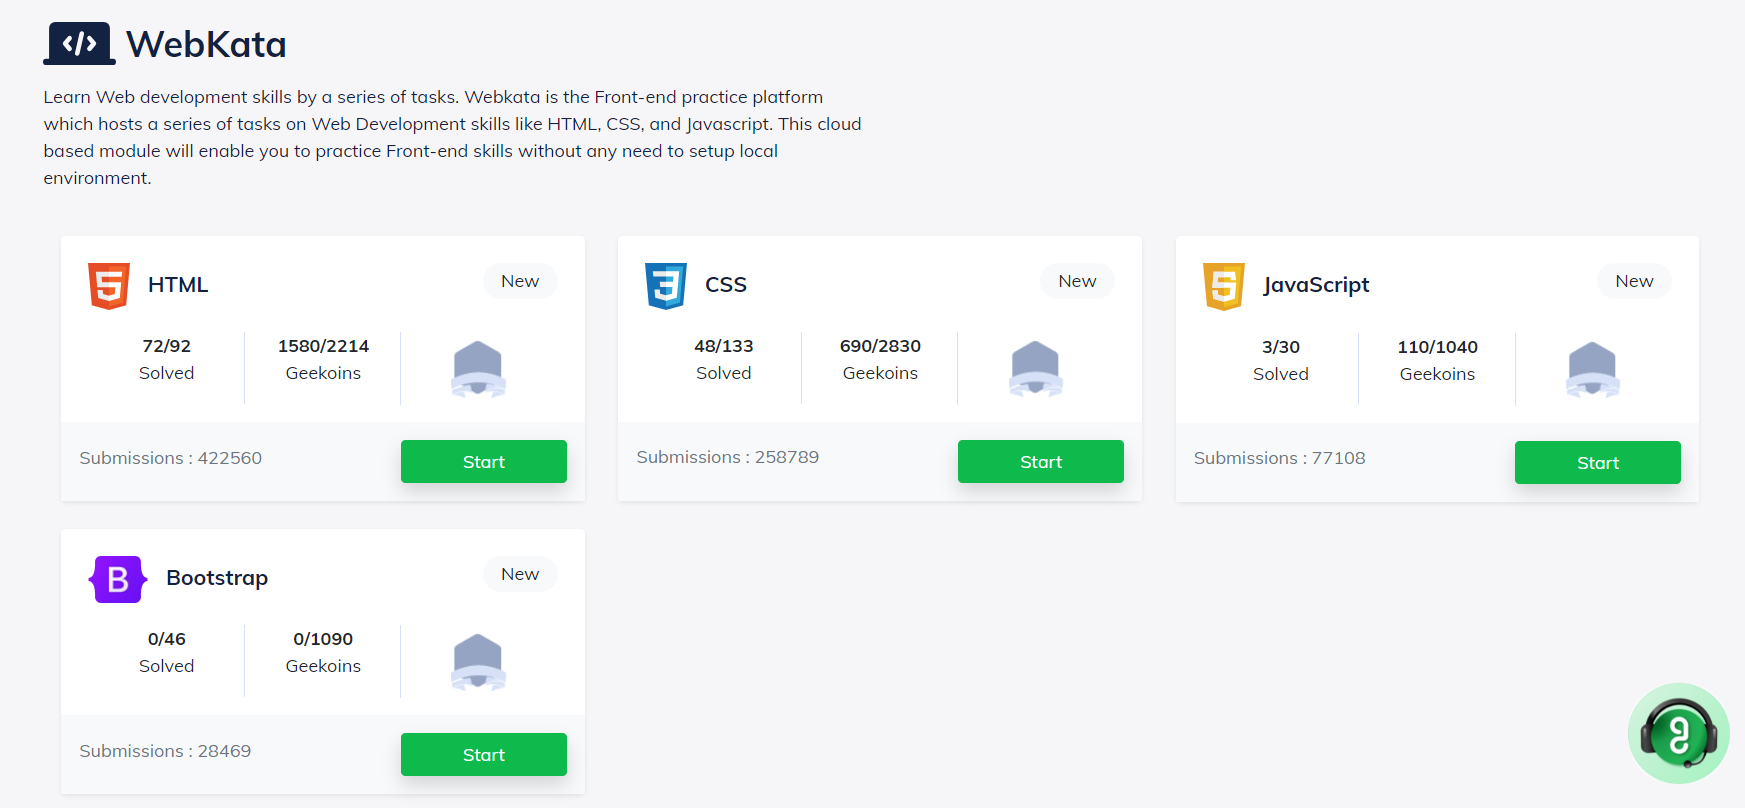 </> WebKata
Learn Web development skills by a series of tasks. Webkata is the Front-end practice platform
which hosts a series of tasks on Web Development skills like HTML, CSS, and Javascript. This cloud
based module will enable you to practice Front-end skills without any need to setup local
environment.
5 HTML New
72/92 1580/2214
Solved Geekoins
Submissions : 422560 Start
3 CSS New
48/133 690/2830
Solved Geekoins
Submissions : 258789 Start
5 JavaScript New
3/30 110/1040
Solved Geekoins
Submissions : 77108 Start
B Bootstrap New
0/46 0/1090
Solved Geekoins
Submissions : 28469 Start